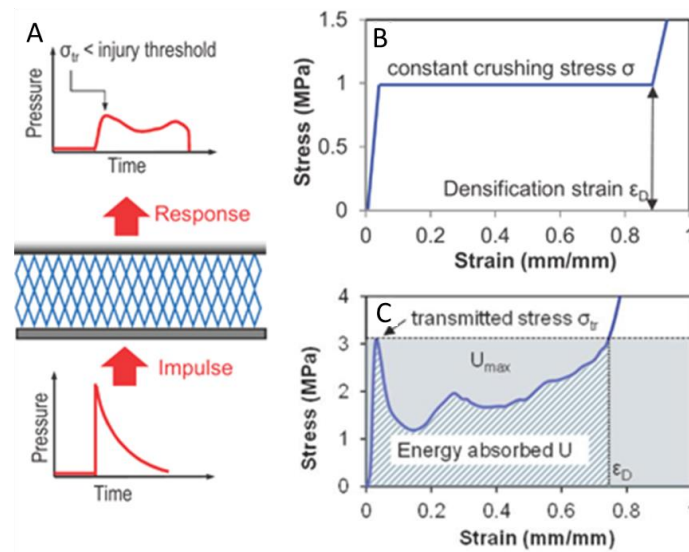 A
σtr < injury threshold
Pressure
Time
Response
Impulse
Pressure
Time
B
1.5
1
0.5
0
Stress (MPa)
constant crushing stress σ
Densification strain εD
0.2
0.4
0.6
0.8
1
Strain (mm/mm)
C
4
3
2
1
0
Stress (MPa)
transmitted stress σtr
Umax
Energy absorbed U
εD
0
0.2
0.4
0.6
0.8
1
Strain (mm/mm)